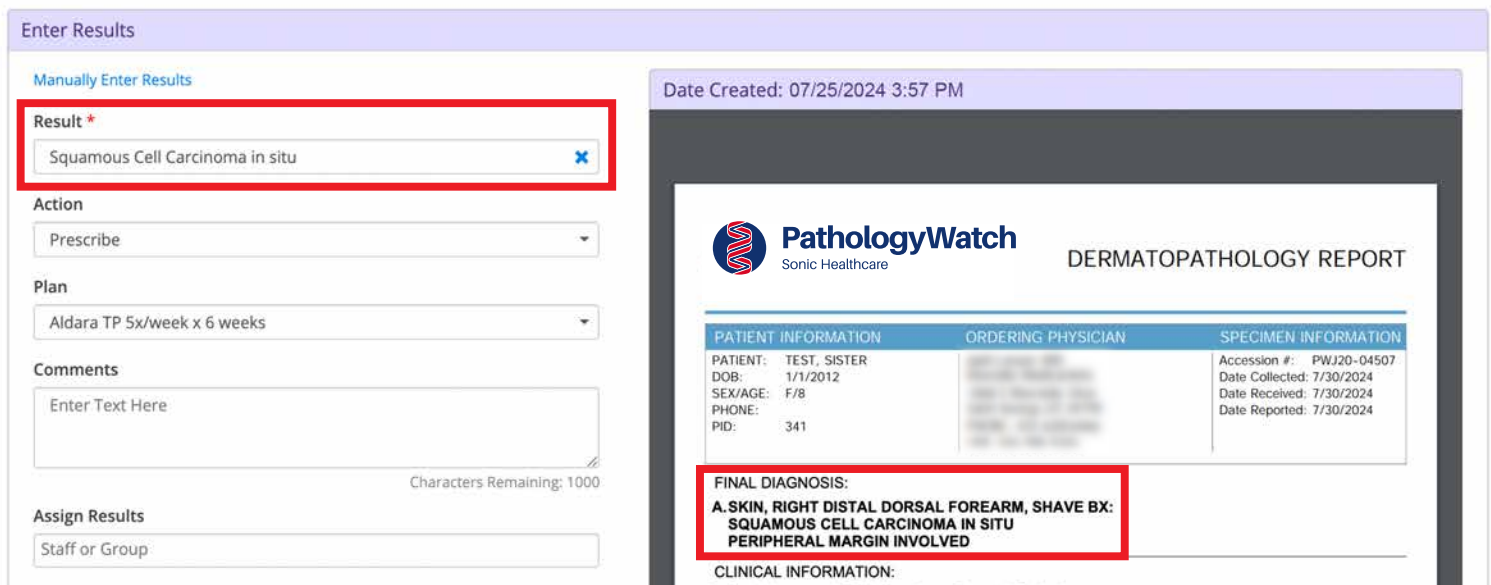 Enter Results
Manually Enter Results
Result *
Squamous Cell Carcinoma in situ
Action
Prescribe
Plan
Aldara TP 5x/week x 6 weeks
Comments
Enter Text Here
Characters Remaining: 1000
Assign Results
Staff or Group
Date Created: 07/25/2024 3:57 PM
PathologyWatch
Sonic Healthcare
DERMATOPATHOLOGY REPORT
PATIENT INFORMATION
PATIENT: TEST, SISTER
DOB: 1/1/2012
SEX/AGE: F/8
PHONE:
PID: 341
ORDERING PHYSICIAN
SPECIMEN INFORMATION
Accession #: PWJ20-04507
Date Collected: 7/30/2024
Date Received: 7/30/2024
Date Reported: 7/30/2024
FINAL DIAGNOSIS:
A. SKIN, RIGHT DISTAL DORSAL FOREARM, SHAVE BX:
SQUAMOUS CELL CARCINOMA IN SITU
PERIPHERAL MARGIN INVOLVED
CLINICAL INFORMATION: